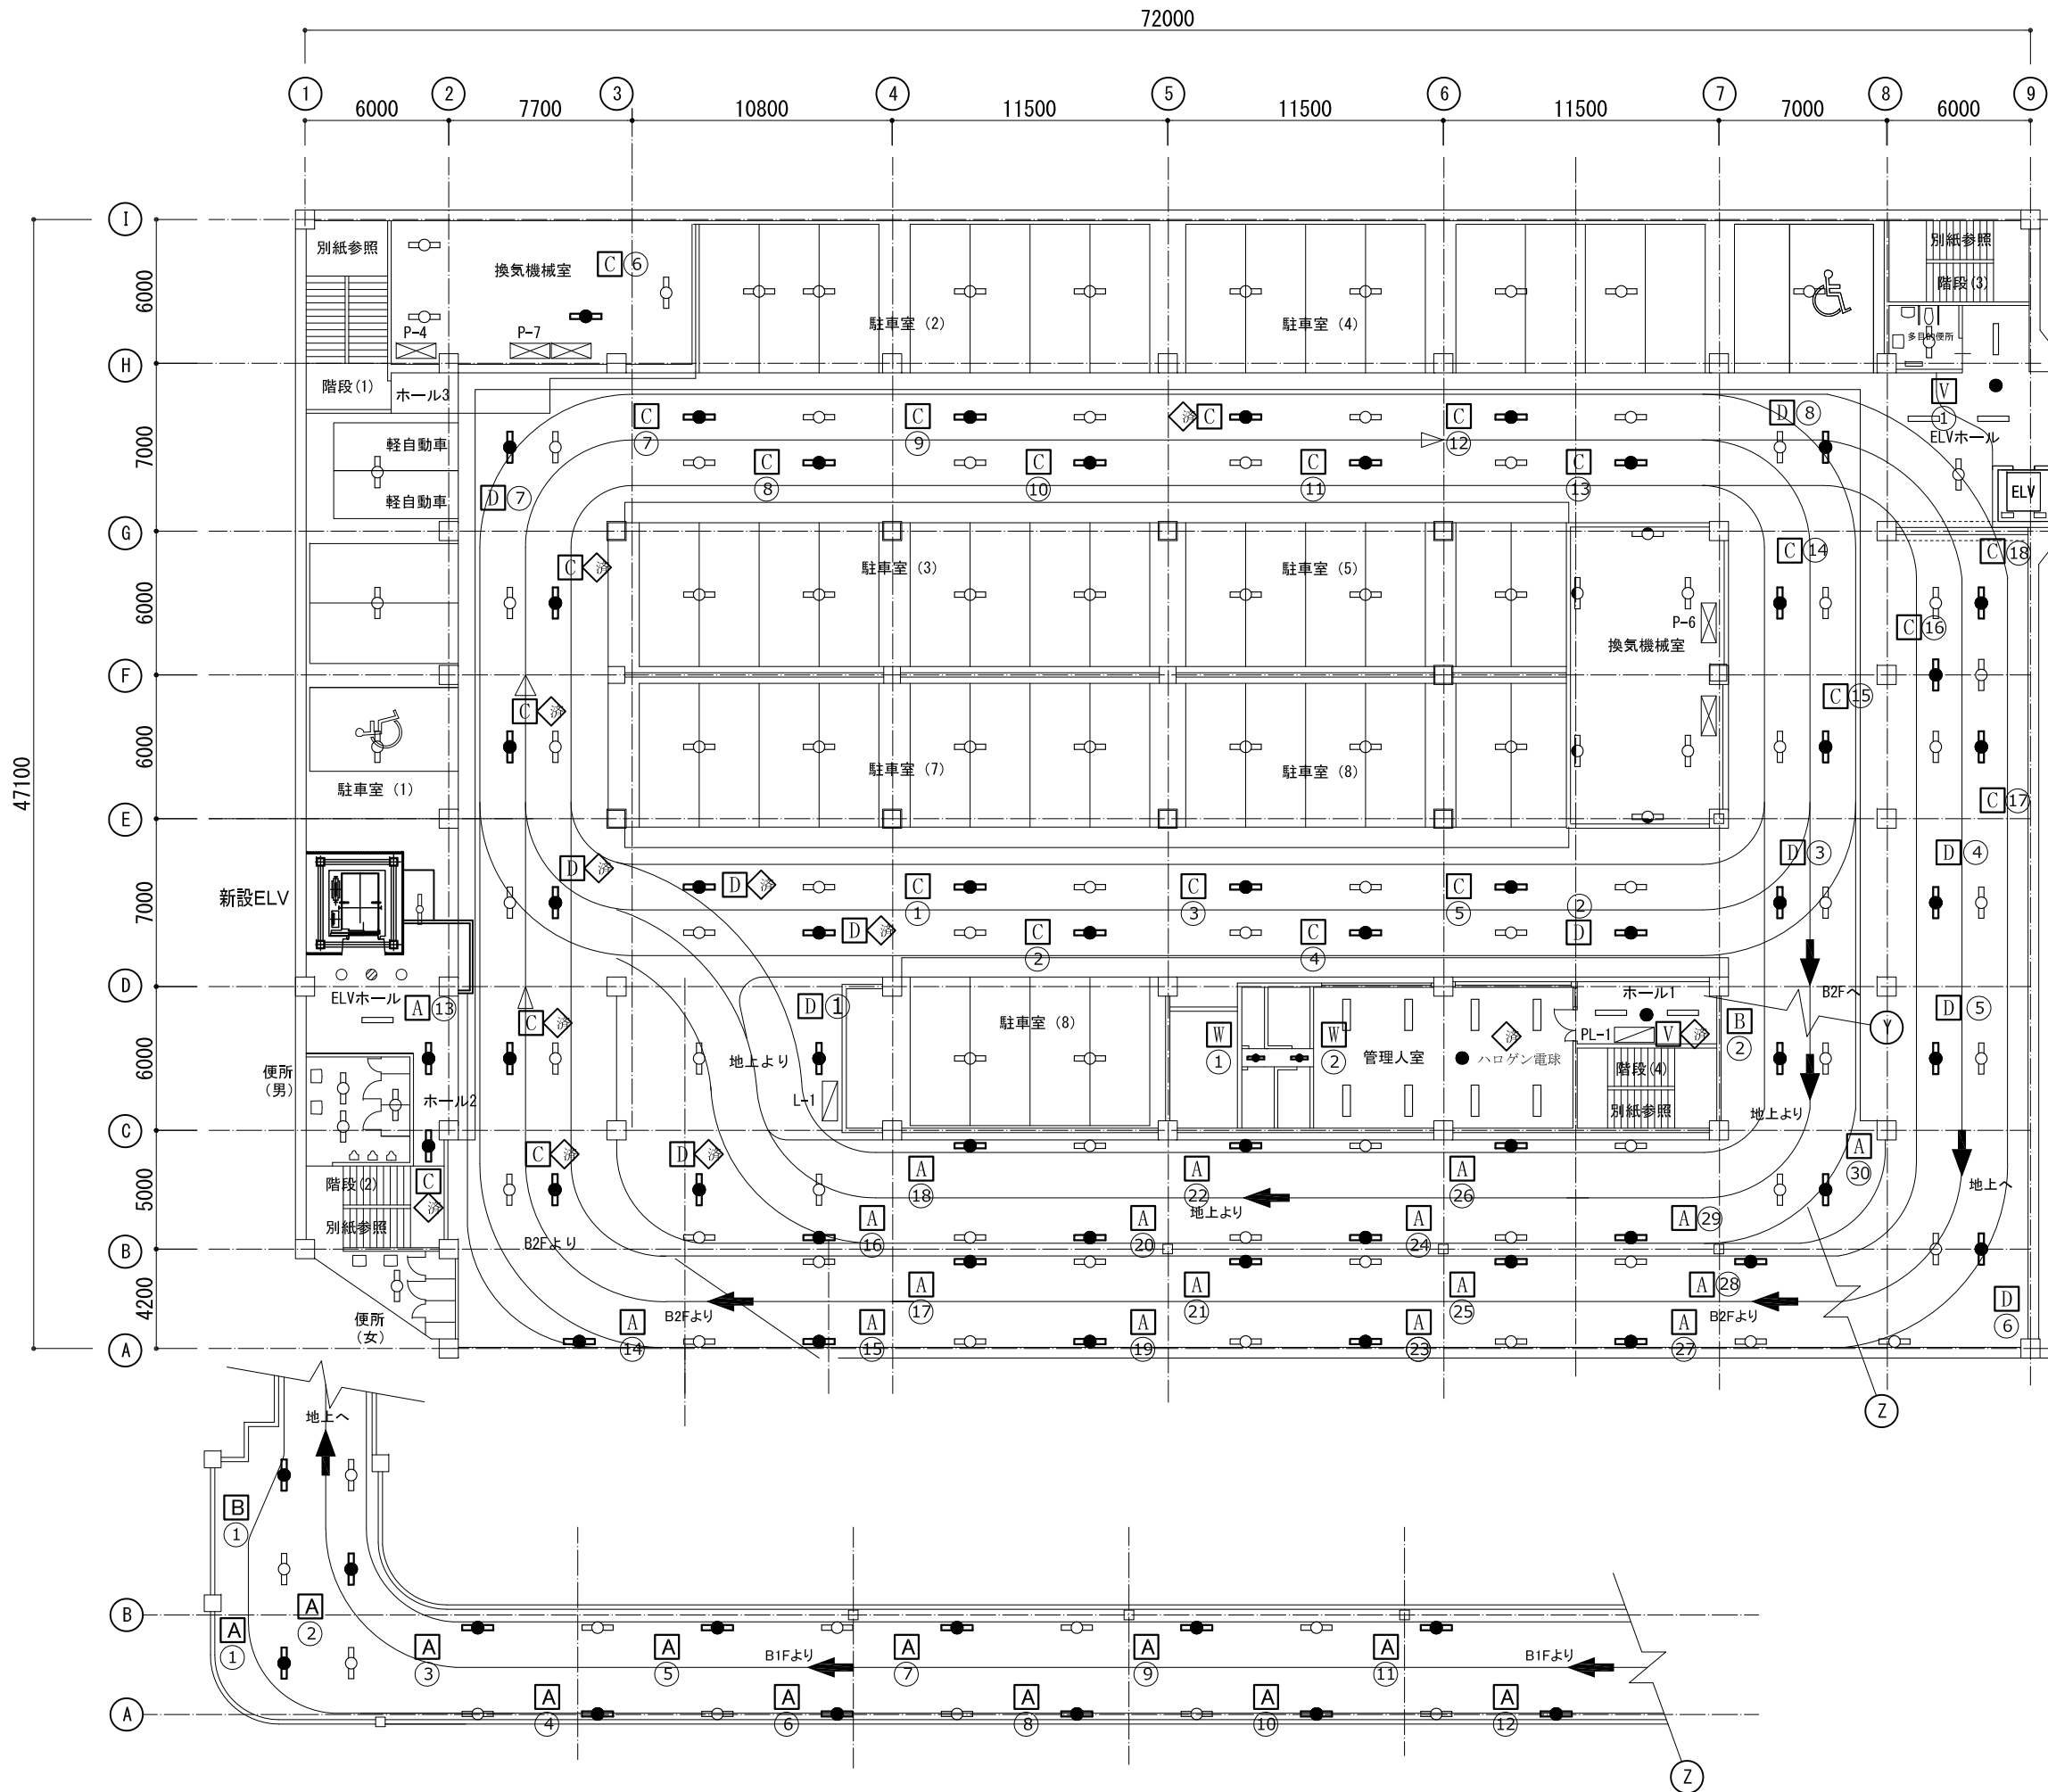 72000
1 2 3 4 5 6 7 8 9
6000 7700 10800 11500 11500 11500 7000 6000
I
別紙参照
換気機械室
C 6
別紙参照
階段(3)
6000
駐車室 (2)
駐車室 (4)
P-4
P-7
多目的便所
H
階段(1)
ホール3
V
1
C
7
C
9
済 C
C
12
D 8
ELVホール
軽自動車
7000
C
8
C
10
C
11
C
13
軽自動車
D 7
ELV
G
C 14
C 18
C 済
駐車室 (3)
駐車室 (5)
6000
P-6
C 16
換気機械室
F
C 済
C 15
6000
47100
駐車室 (7)
駐車室 (8)
駐車室 (1)
C 17
E
D 3
D 4
D 済
D 済
新設ELV
7000
C
1
C
3
C
5
2
D
D 済
C
2
C
4
D
ELVホール
A 13
D 1
ホール1
B2Fへ
D 5
C 済
駐車室 (8)
W
1
W
2
済
PL-1
V 済
B
2
Y
管理人室
ハロゲン電球
地上より
6000
便所
(男)
階段(4)
ホール2
L-1
別紙参照
地上より
C
C 済
D 済
A
18
A
22
A
26
A
30
階段(2)
C
済
地上へ
5000
別紙参照
地上より
A
16
A
20
A
24
A 29
B2Fより
B
4200
A
17
A
21
A
25
A 28
B2Fより
B2Fより
D
6
便所
(女)
A
14
A
15
A
19
A
23
A
27
A
Z
地上へ
B
1
B
A
2
A
1
A
3
A
5
B1Fより
A
7
A
9
A
11
B1Fより
A
A
4
A
6
A
8
A
10
A
12
Z